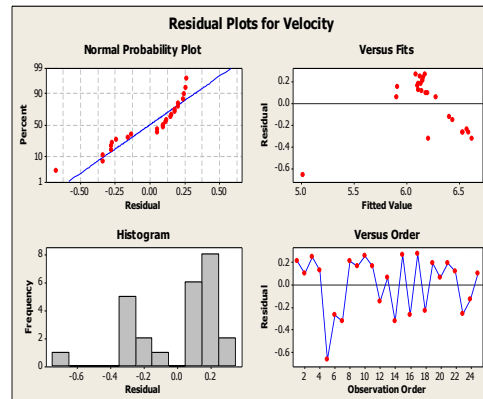 Residual Plots for Velocity
Normal Probability Plot
Versus Fits
99
90
50
10
1
Percent
-0.50
-0.25
0.00
0.25
0.50
Residual
0.2
0.0
-0.2
-0.4
-0.6
Residual
5.0
5.5
6.0
6.5
Fitted Value
Histogram
Versus Order
8
6
4
2
0
Frequency
-0.6
-0.4
-0.2
0.0
0.2
Residual
0.2
0.0
-0.2
-0.4
-0.6
Residual
2 4 6 8 10 12 14 16 18 20 22 24
Observation Order